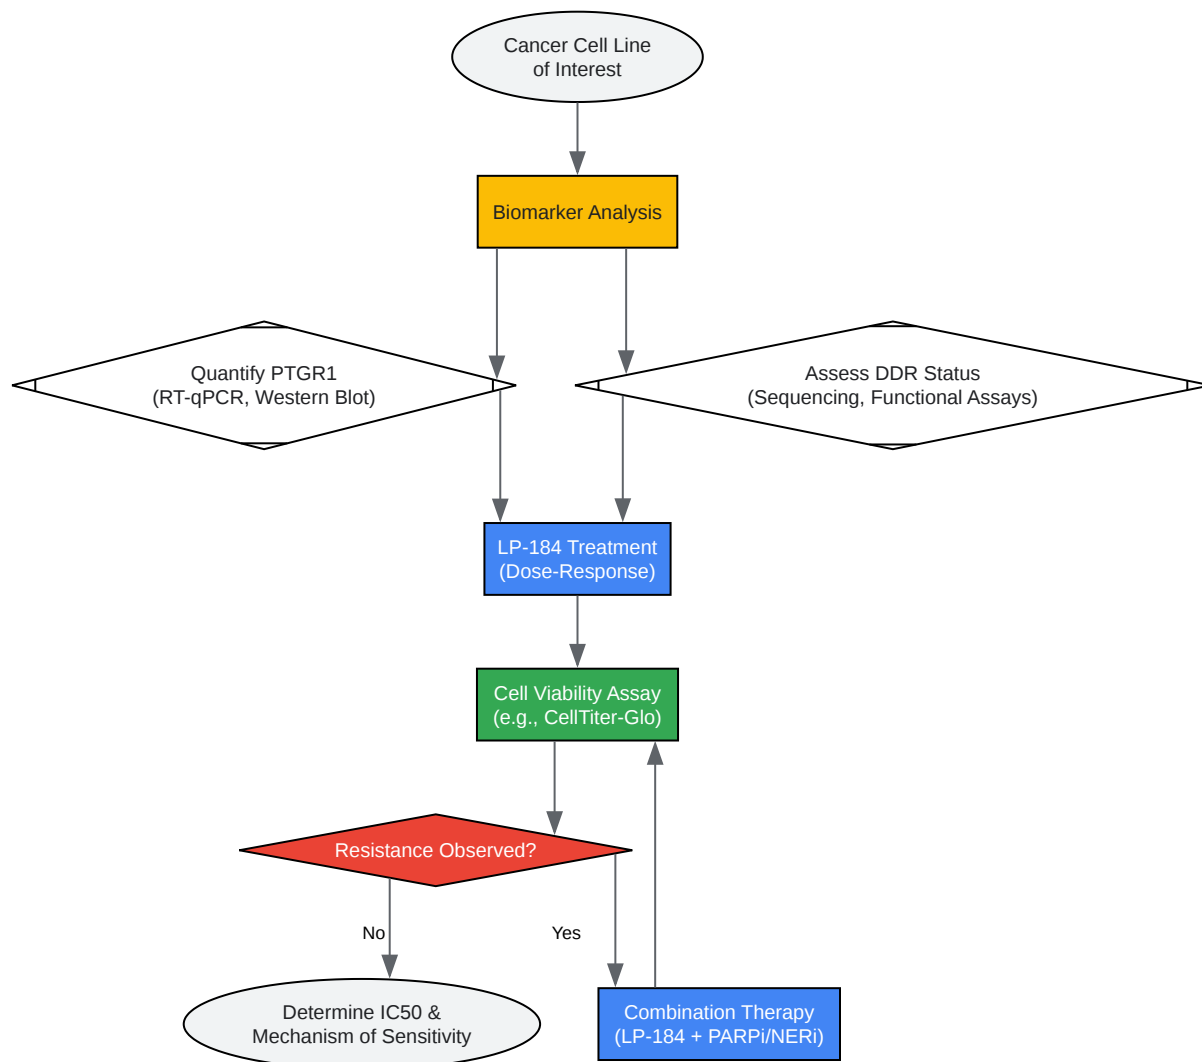 Cancer Cell Line
of Interest
Biomarker Analysis
Quantify PTGR1
(RT-qPCR, Western Blot)
Assess DDR Status
(Sequencing, Functional Assays)
LP-184 Treatment
(Dose-Response)
Cell Viability Assay
(e.g., CellTiter-Glo)
Resistance Observed?
No
Yes
Determine IC50 &
Mechanism of Sensitivity
Combination Therapy
(LP-184 + PARPi/NERi)